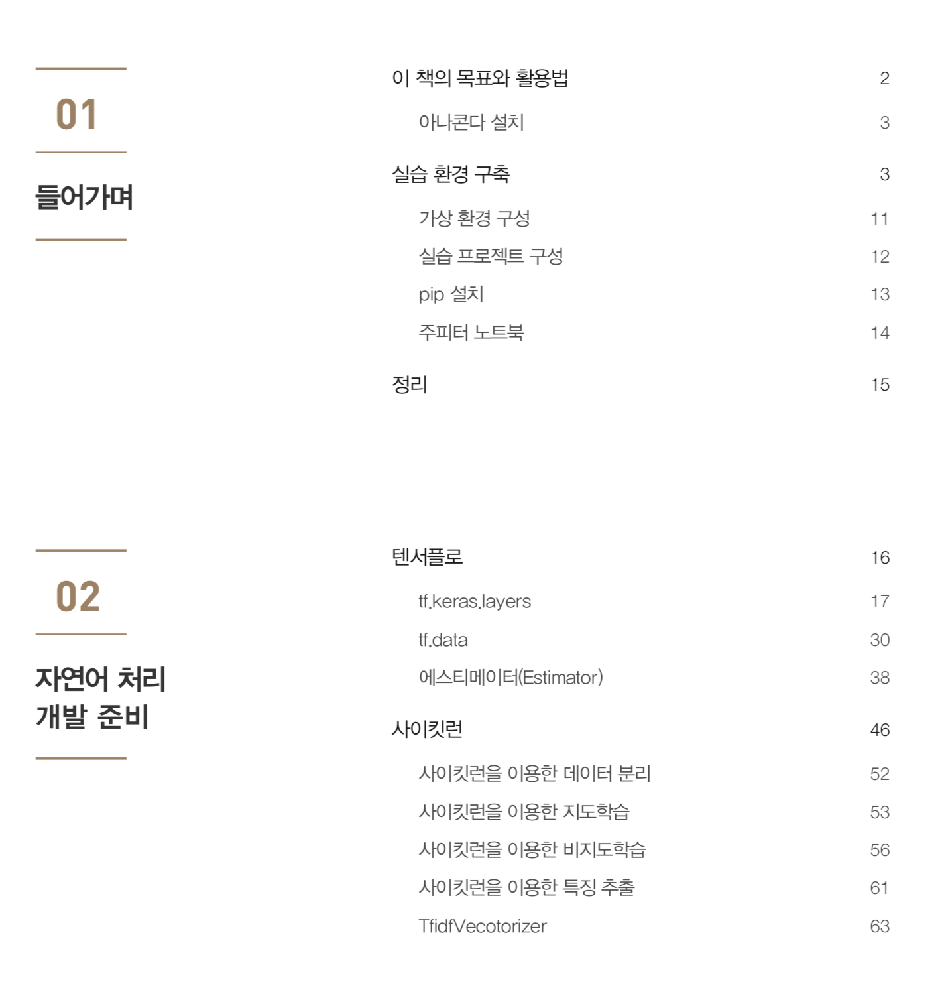 01
들어가며
이 책의 목표와 활용법 2
아나콘다 설치 3
실습 환경 구축 3
가상 환경 구성 11
실습 프로젝트 구성 12
pip 설치 13
주피터 노트북 14
정리 15
02
자연어 처리
개발 준비
텐서플로 16
tf.keras.layers 17
tf.data 30
에스티메이터(Estimator) 38
사이킷런 46
사이킷런을 이용한 데이터 분리 52
사이킷런을 이용한 지도학습 53
사이킷런을 이용한 비지도학습 56
사이킷런을 이용한 특징 추출 61
TfidfVecotorizer 63